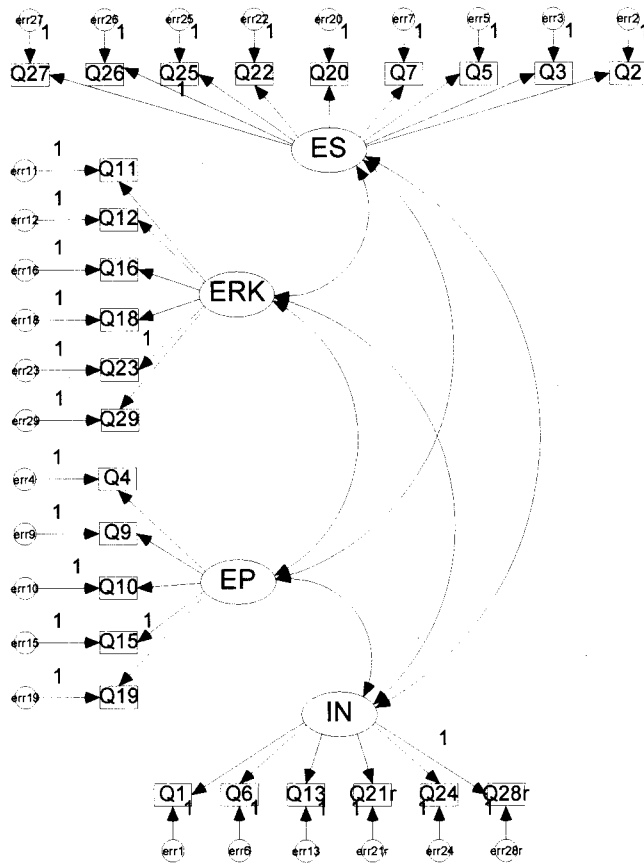 err27 err26 err25 err22 err20 err7 err5 err3 err2
1 1 1 1 1 1 1 1 1
Q27 Q26 Q25 Q22 Q20 Q7 Q5 Q3 Q2
1
ES
1
err11 Q11
1
err12 Q12
1
err16 Q16
ERK
1
err18 Q18
1
1
err23 Q23
1
err29 Q29
1
err4 Q4
1
err9 Q9
EP
1
err10 Q10
1
1
err15 Q15
1
err19 Q19
IN
1
Q1 Q6 Q13 Q21r Q24 Q28r
1 1 1 1 1 1
err1 err6 err13 err21r err24 err28r